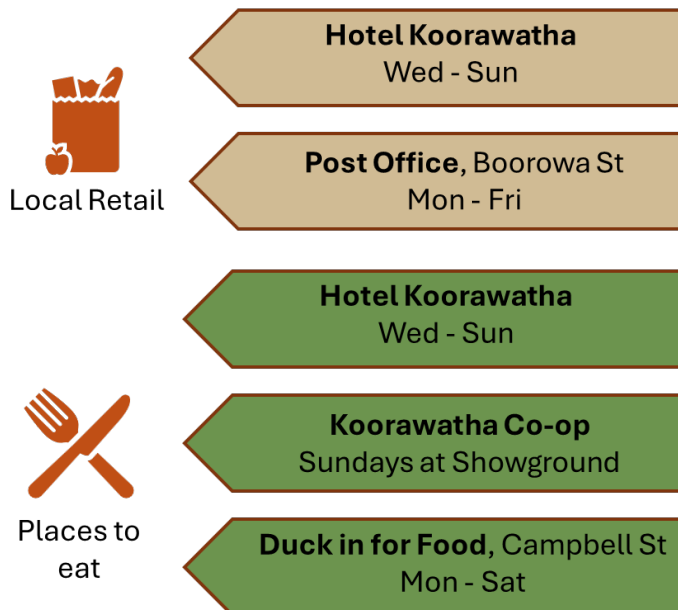 Hotel Koorawatha
Wed - Sun
Post Office, Boorowa St
Mon - Fri
Local Retail
Hotel Koorawatha
Wed - Sun
Koorawatha Co-op
Sundays at Showground
Places to
eat
Duck in for Food, Campbell St
Mon - Sat